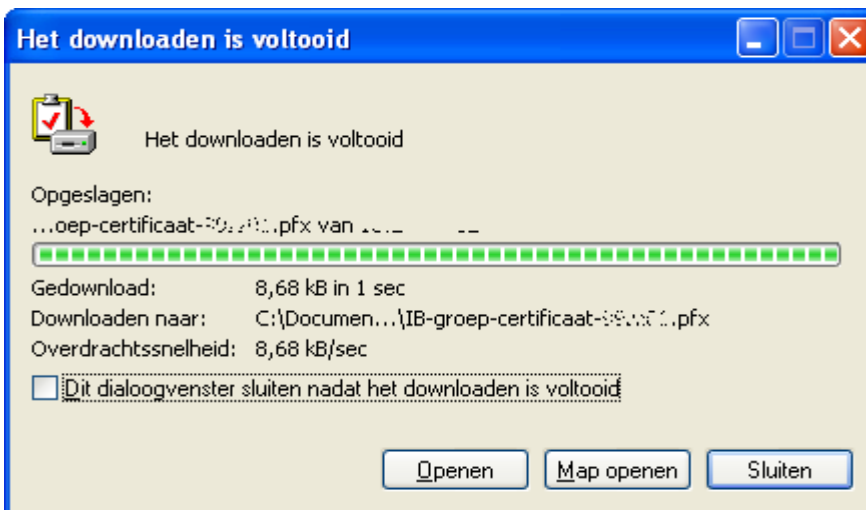 Het downloaden is voltooid
Het downloaden is voltooid
Opgeslagen:
...oep-certificaat- .pfx van
Gedownload: 8,68 kB in 1 sec
Downloaden naar: C:\Documen...\IB-groep-certificaat- .pfx
Overdrachtssnelheid: 8,68 kB/sec
Dit dialoogvenster sluiten nadat het downloaden is voltooid
Openen Map openen Sluiten